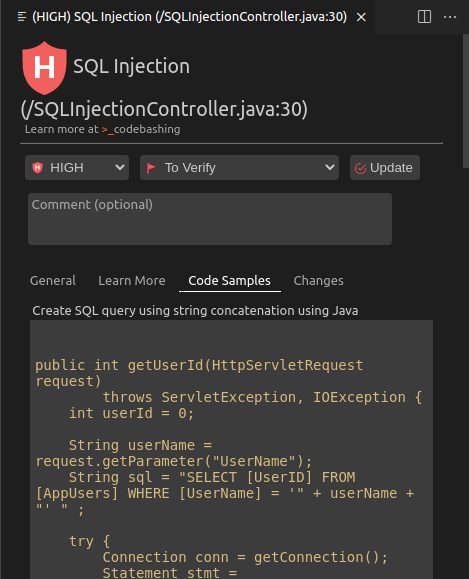 (HIGH) SQL Injection (/SQLInjectionController.java:30)
H SQL Injection
(/SQLInjectionController.java:30)
Learn more at >_codebashing
H HIGH To Verify Update
Comment (optional)
General Learn More Code Samples Changes
Create SQL query using string concatenation using Java
public int getUserId(HttpServletRequest
request)
throws ServletException, IOException {
int userId = 0;
String userName =
request.getParameter("UserName");
String sql = "SELECT [UserID] FROM
[AppUsers] WHERE [UserName] = '" + userName +
"' " ;
try {
Connection conn = getConnection();
Statement stmt =